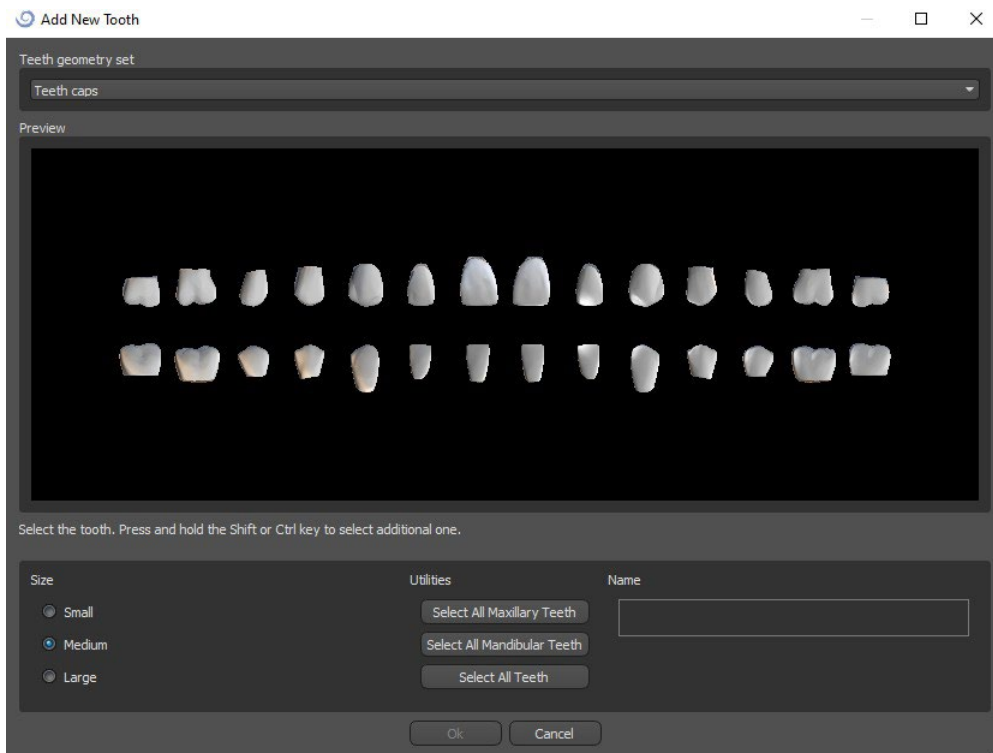 Add New Tooth
Teeth geometry set
Teeth caps
Preview
Select the tooth. Press and hold the Shift or Ctrl key to select additional one.
Size
Utilities
Name
Small
Select All Maxillary Teeth
Medium
Select All Mandibular Teeth
Large
Select All Teeth
Ok
Cancel